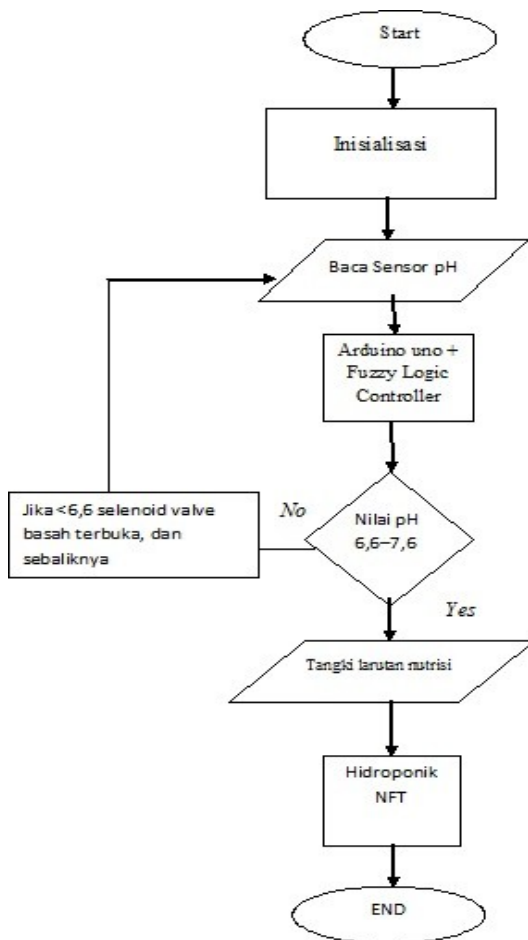 Start
Inisialisasi
Baca Sensor pH
Arduino uno +
Fuzzy Logic
Controller
Jika <6,6 selenoid valve
basah terbuka, dan
sebaliknya
No
Nilai pH
6,6–7,6
Yes
Tangki larutan nutrisi
Hidroponik
NFT
END